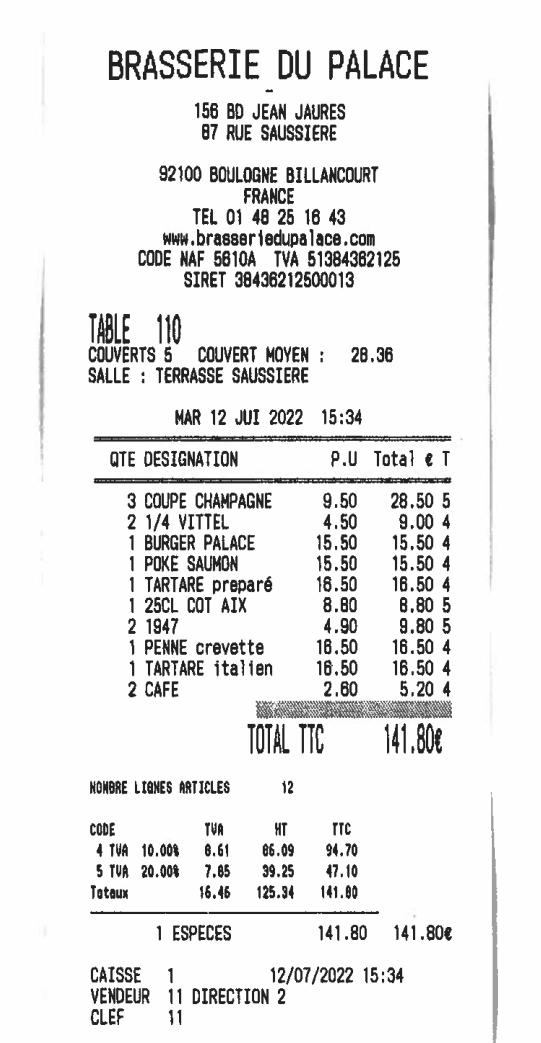 BRASSERIE DU PALACE
-
156 BD JEAN JAURES
87 RUE SAUSSIERE
92100 BOULOGNE BILLANCOURT
FRANCE
TEL 01 48 25 16 43
www.brasseriedupalace.com
CODE NAF 5610A TVA 51384362125
SIRET 38436212500013
TABLE 110
COUVERTS 5 COUVERT MOYEN : 28.36
SALLE : TERRASSE SAUSSIERE
MAR 12 JUI 2022 15:34
QTE DESIGNATION P.U Total € T
3 COUPE CHAMPAGNE 9.50 28.50 5
2 1/4 VITTEL 4.50 9.00 4
1 BURGER PALACE 15.50 15.50 4
1 POKE SAUMON 15.50 15.50 4
1 TARTARE preparé 16.50 16.50 4
1 25CL COT AIX 8.80 8.80 5
2 1947 4.90 9.80 5
1 PENNE crevette 16.50 16.50 4
1 TARTARE italien 16.50 16.50 4
2 CAFE 2.60 5.20 4
TOTAL TTC 141.80€
NOMBRE LIGNES ARTICLES 12
CODE TVA HT TTC
4 TVA 10.00% 8.61 86.09 94.70
5 TVA 20.00% 7.85 39.25 47.10
Totaux 16.46 125.34 141.80
1 ESPECES 141.80 141.80€
CAISSE 1 12/07/2022 15:34
VENDEUR 11 DIRECTION 2
CLEF 11